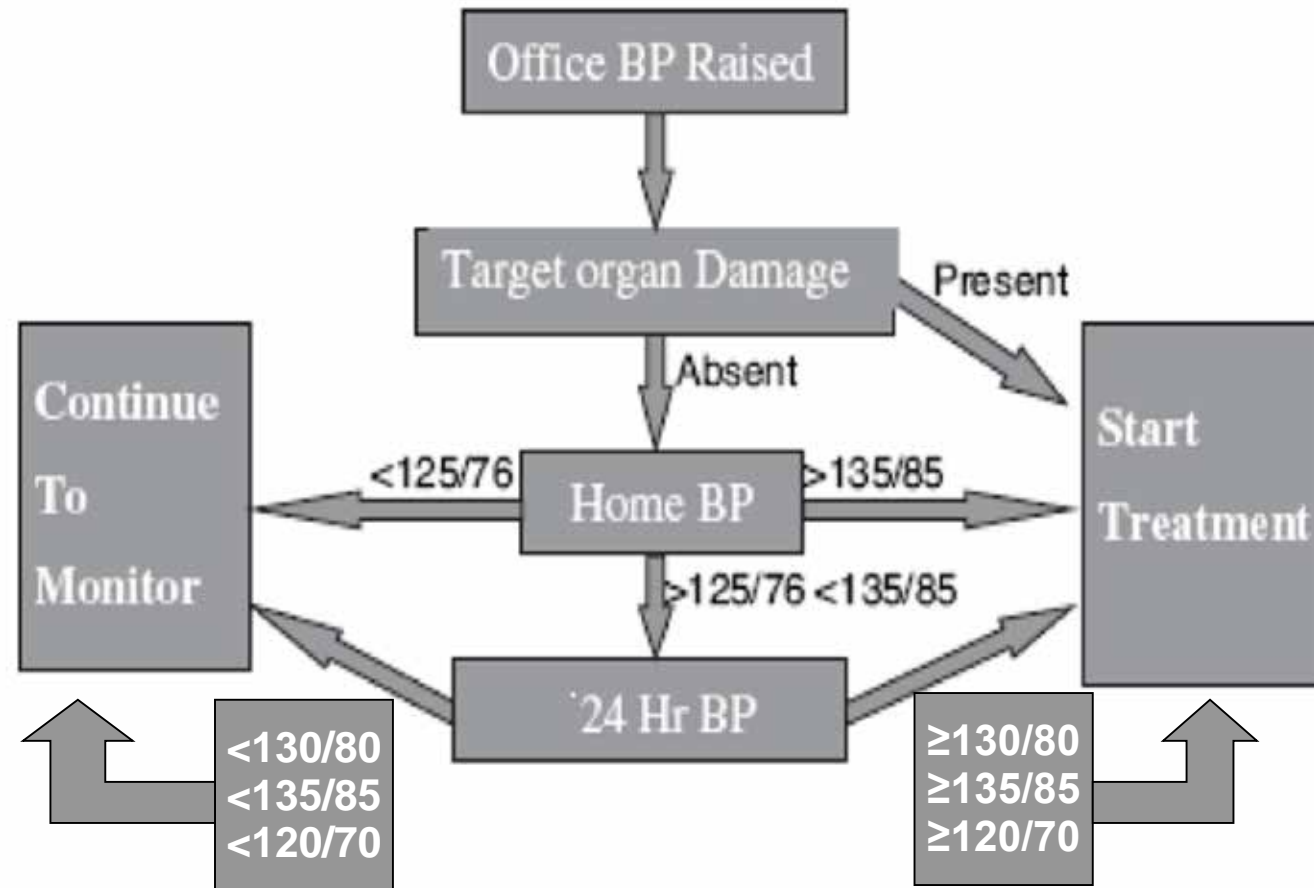 Office BP Raised
Target organ Damage
Present
Absent
Continue
To
Monitor
<125/76
Home BP
>135/85
Start
Treatment
>125/76 <135/85
24 Hr BP
<130/80
<135/85
<120/70
≥130/80
≥135/85
≥120/70